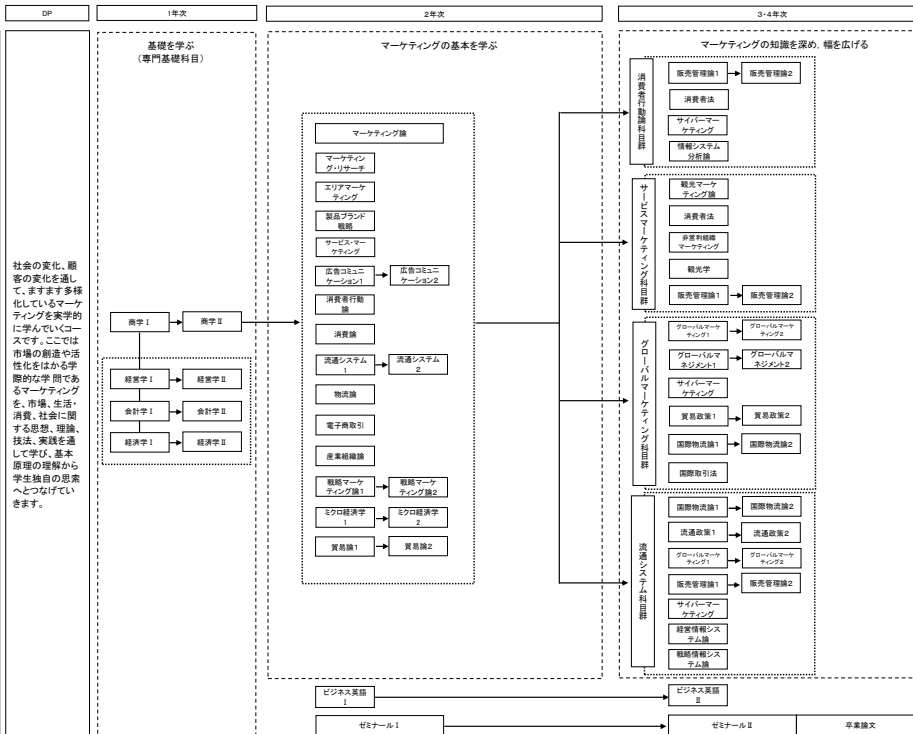 DP
1年次
2年次
3・4年次
社会の変化、顧
客の変化を通し
て、ますます多様
化しているマーケ
ティングを実学的
に学んでいくコー
スです。ここでは
市場の創造や活
性化をはかる学
際的な学問であ
るマーケティング
を、市場、生活・
消費、社会に関
する思想、理論、
技法、実践を通
して学び、基本
原理の理解から
学生独自の思索
へとつなげてい
きます。
基礎を学ぶ
(専門基礎科目)
商学Ⅰ
商学Ⅱ
経営学Ⅰ
経営学Ⅱ
会計学Ⅰ
会計学Ⅱ
経済学Ⅰ
経済学Ⅱ
マーケティングの基本を学ぶ
マーケティング論
マーケティン
グ・リサーチ
エリアマーケ
ティング
製品ブランド
戦略
サービス・マー
ケティング
広告コミュニ
ケーション1
広告コミュニ
ケーション2
消費者行動
論
消費論
流通システム
1
流通システム
2
物流論
電子商取引
産業組織論
戦略マーケ
ティング論1
戦略マーケ
ティング論2
ミクロ経済学
1
ミクロ経済学
2
貿易論1
貿易論2
マーケティングの知識を深め、幅を広げる
消費者行動論科目群
販売管理論1
販売管理論2
消費者法
サイバーマー
ケティング
情報システム
分析論
サービスマーケティング科目群
観光マーケ
ティング論
消費者法
非営利組織
マーケティング
観光学
販売管理論1
販売管理論2
グローバルマーケティング科目群
グローバルマーケ
ティング1
グローバルマーケ
ティング2
グローバルマ
ネジメント1
グローバルマ
ネジメント2
サイバーマー
ケティング
貿易政策1
貿易政策2
国際物流論1
国際物流論2
国際取引法
流通システム科目群
国際物流論1
国際物流論2
流通政策1
流通政策2
グローバルマーケ
ティング1
グローバルマーケ
ティング2
販売管理論1
販売管理論2
サイバーマー
ケティング
経営情報シス
テム論
戦略情報シス
テム論
ビジネス英語
Ⅰ
ビジネス英語
Ⅱ
ゼミナールⅠ
ゼミナールⅡ
卒業論文